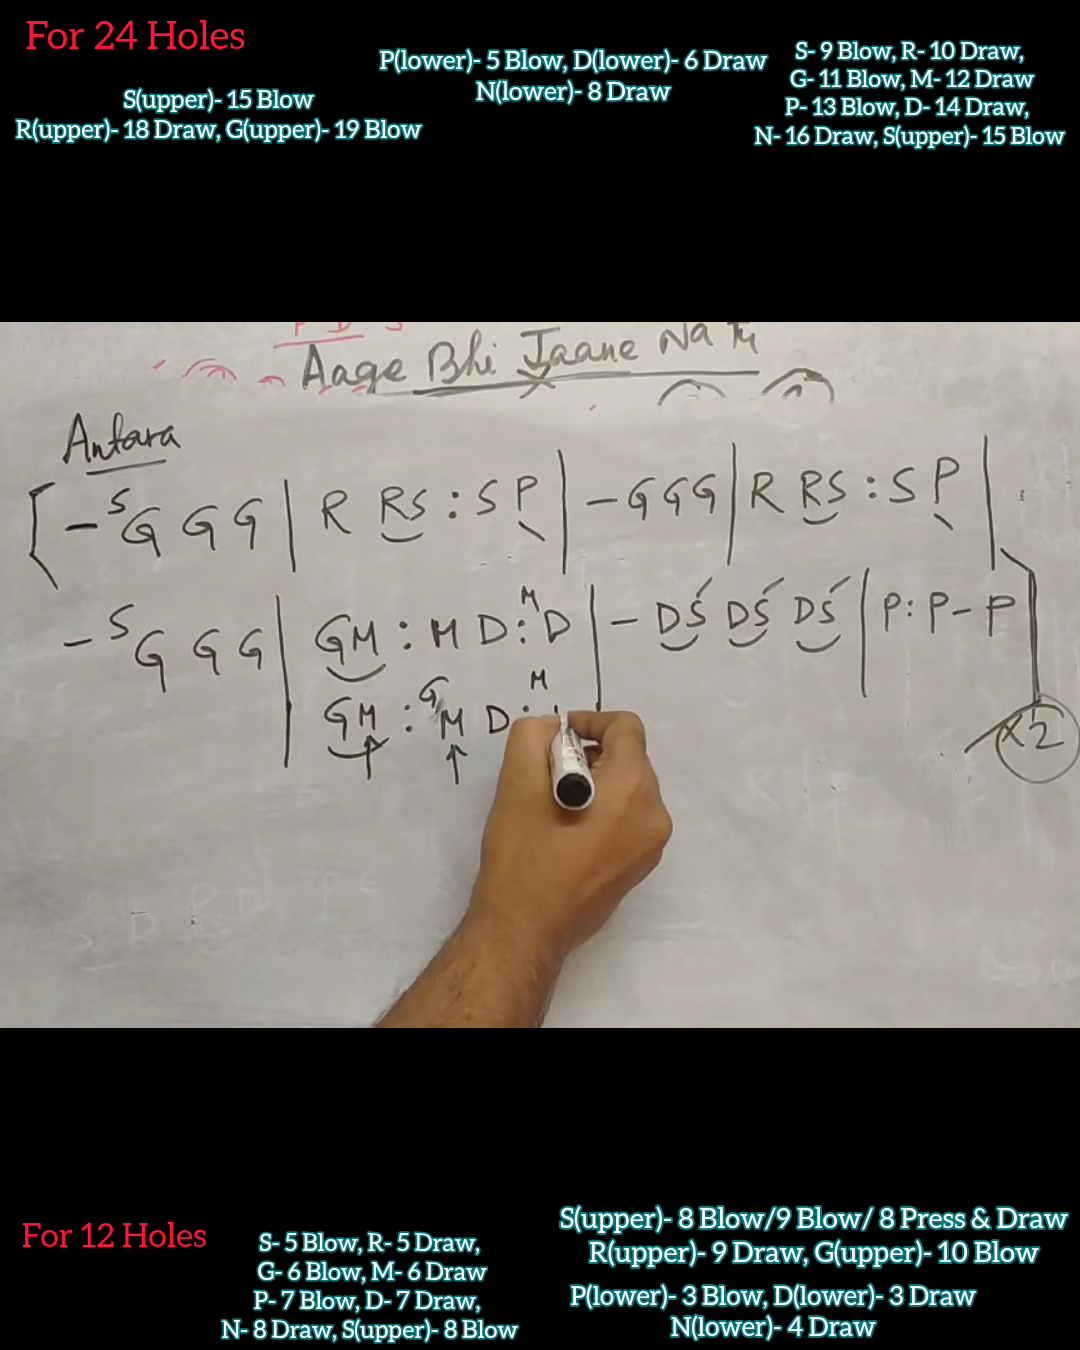 For 24 Holes
S(upper)- 15 Blow
R(upper)- 18 Draw, G(upper)- 19 Blow
P(lower)- 5 Blow, D(lower)- 6 Draw
N(lower)- 8 Draw
S- 9 Blow, R- 10 Draw,
G- 11 Blow, M- 12 Draw
P- 13 Blow, D- 14 Draw,
N- 16 Draw, S(upper)- 15 Blow
Aage Bhi Jaane Na Tu
Antara
[ - S G G G | R RS : S P | - G G G | R RS : S P |
- S G G G | GM : M D : M D | - DS DS DS | P : P - P ] x2
| GM : G M D : M
For 12 Holes
S- 5 Blow, R- 5 Draw,
G- 6 Blow, M- 6 Draw
P- 7 Blow, D- 7 Draw,
N- 8 Draw, S(upper)- 8 Blow
S(upper)- 8 Blow/9 Blow/ 8 Press & Draw
R(upper)- 9 Draw, G(upper)- 10 Blow
P(lower)- 3 Blow, D(lower)- 3 Draw
N(lower)- 4 Draw